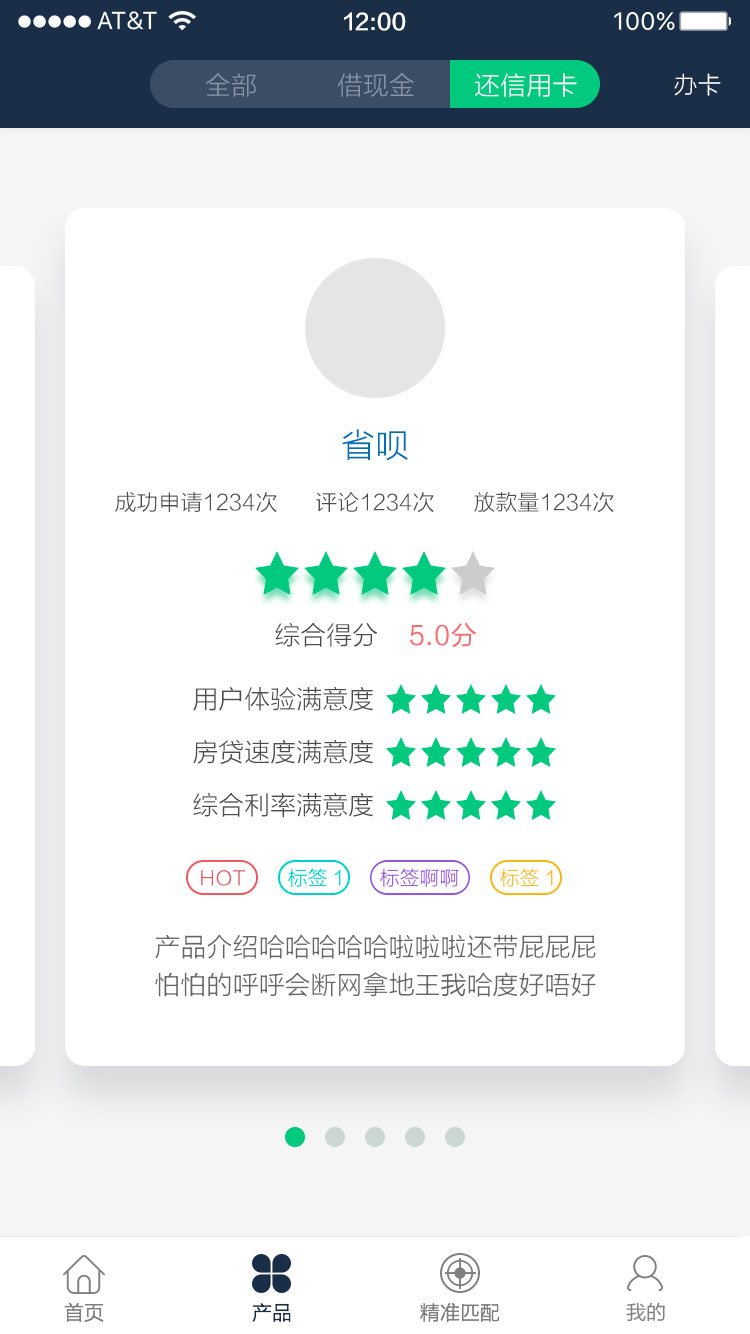 AT&T 12:00 100%
全部 借现金 还信用卡 办卡
省呗
成功申请1234次 评论1234次 放款量1234次
综合得分 5.0分
用户体验满意度
房贷速度满意度
综合利率满意度
HOT 标签 1 标签啊啊 标签 1
产品介绍哈哈哈哈哈啦啦啦还带屁屁屁
怕怕的呼呼会断网拿地王我哈度好唔好
首页 产品 精准匹配 我的